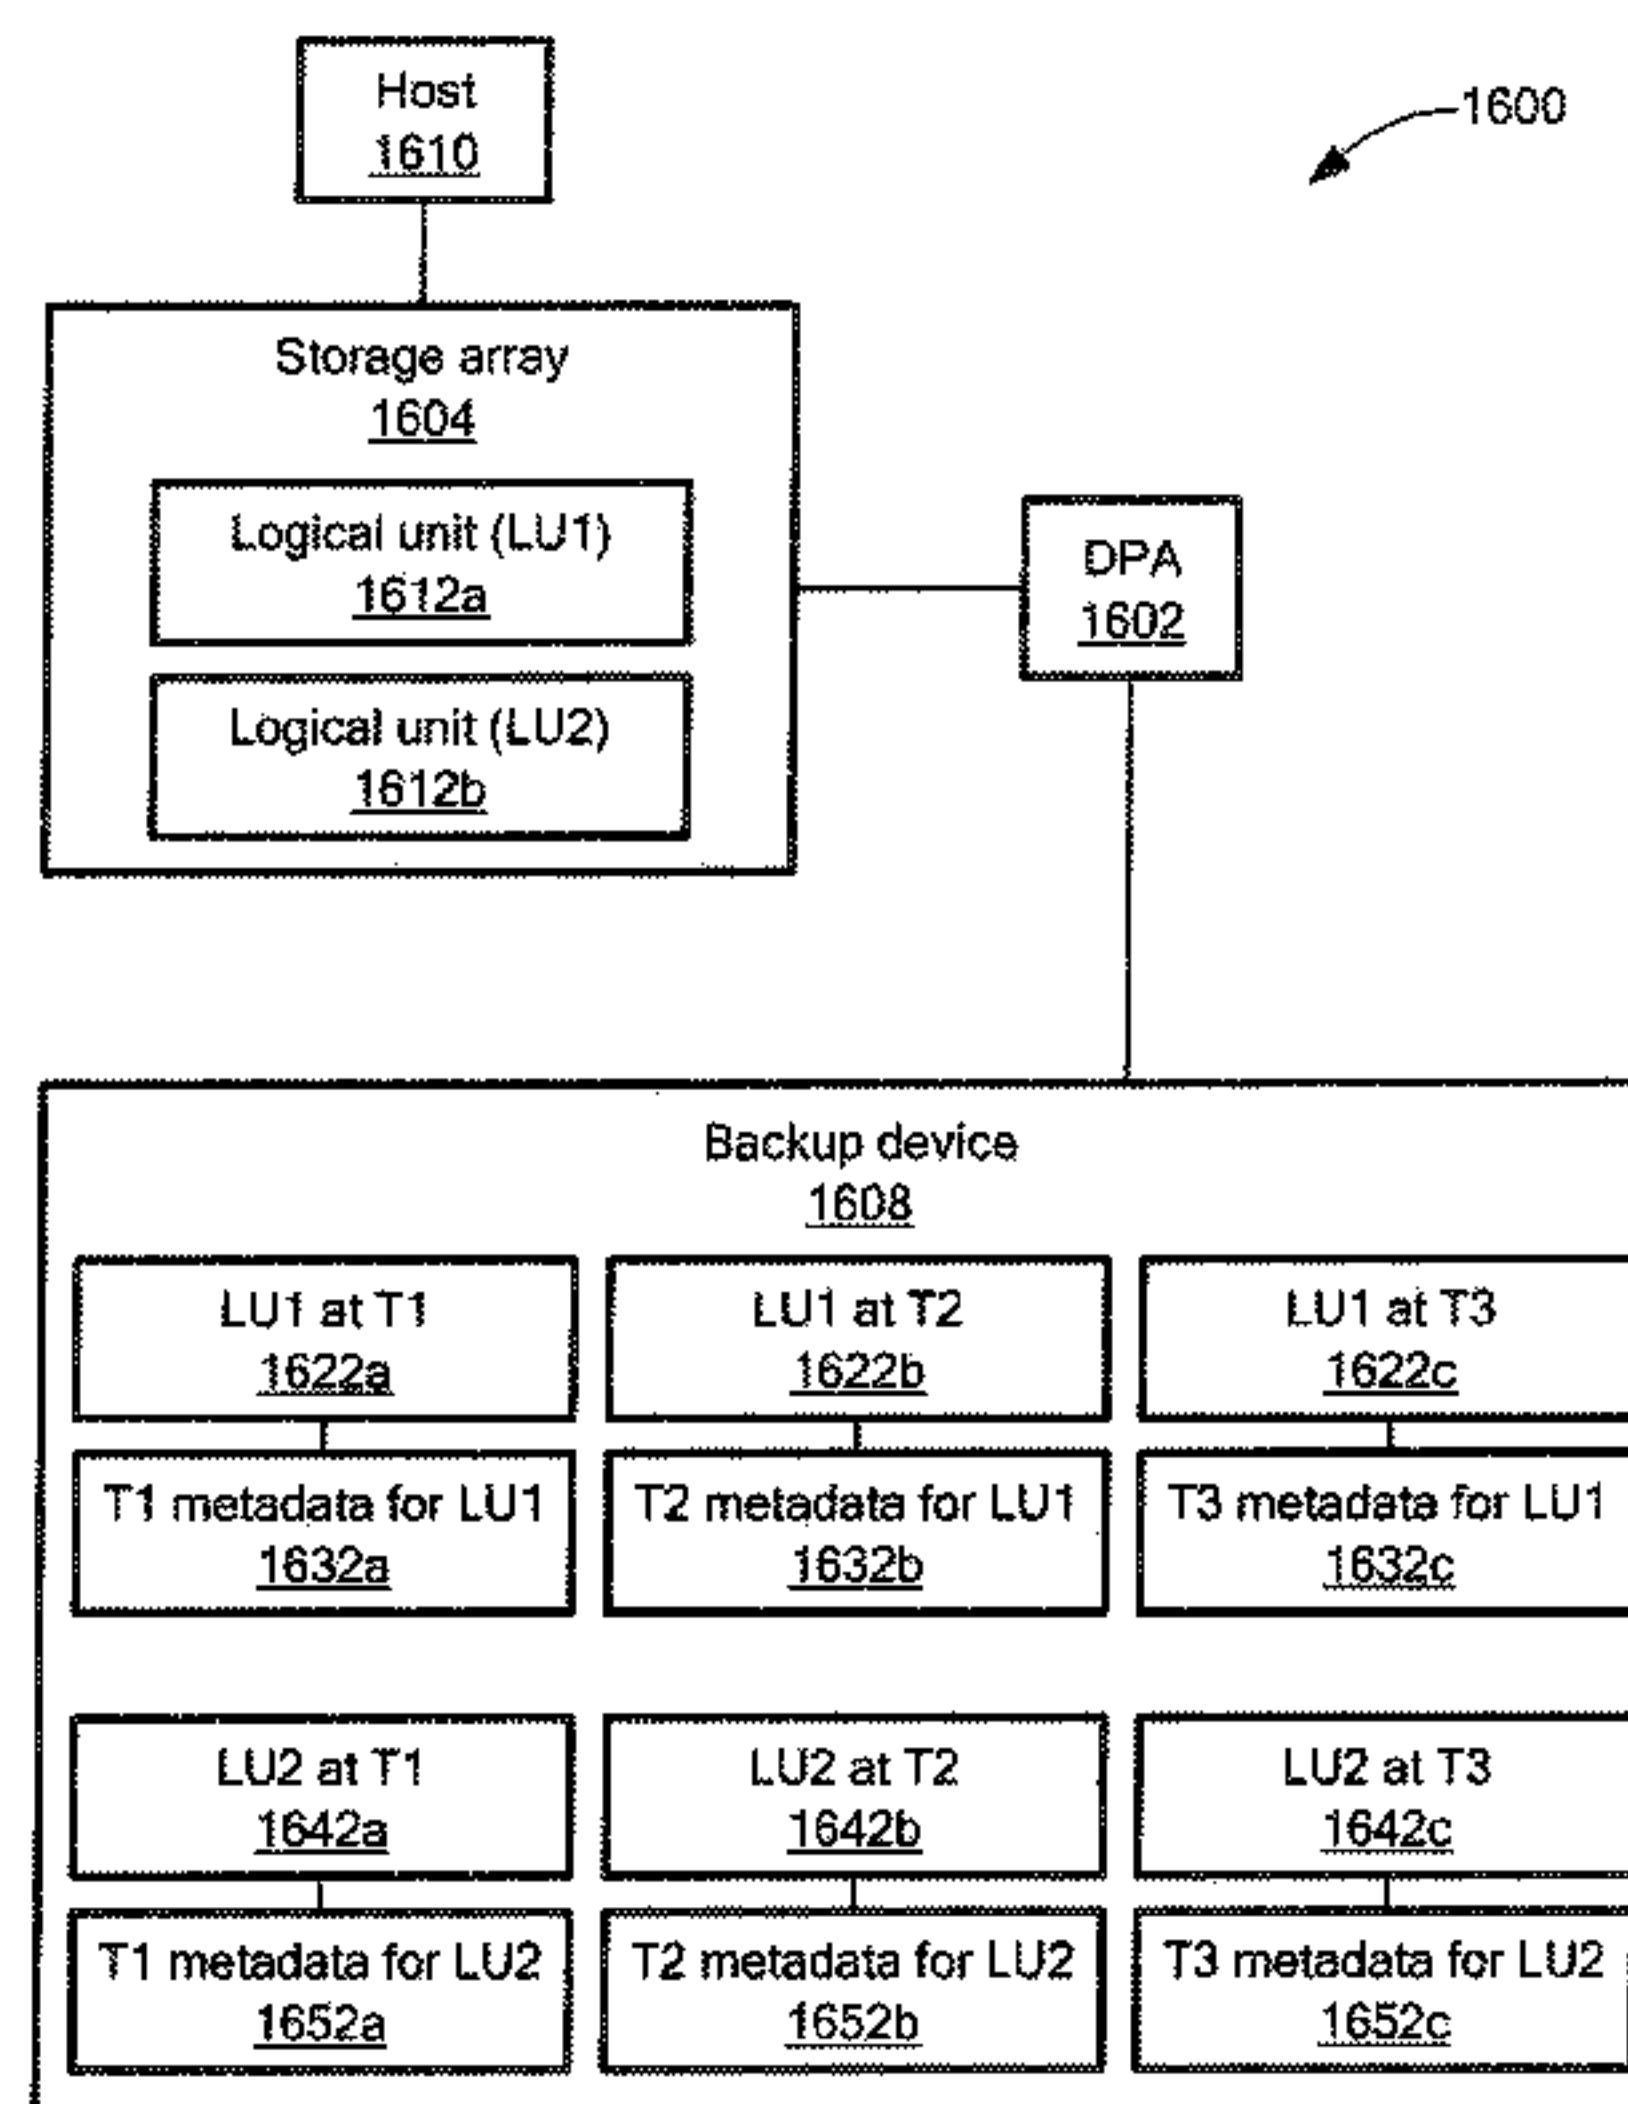 Host
1610
1600
Storage array
1604
Logical unit (LU1)
1612a
Logical unit (LU2)
1612b
DPA
1602
Backup device
1608
LU1 at T1
1622a
LU1 at T2
1622b
LU1 at T3
1622c
T1 metadata for LU1
1632a
T2 metadata for LU1
1632b
T3 metadata for LU1
1632c
LU2 at T1
1642a
LU2 at T2
1642b
LU2 at T3
1642c
T1 metadata for LU2
1652a
T2 metadata for LU2
1652b
T3 metadata for LU2
1652c